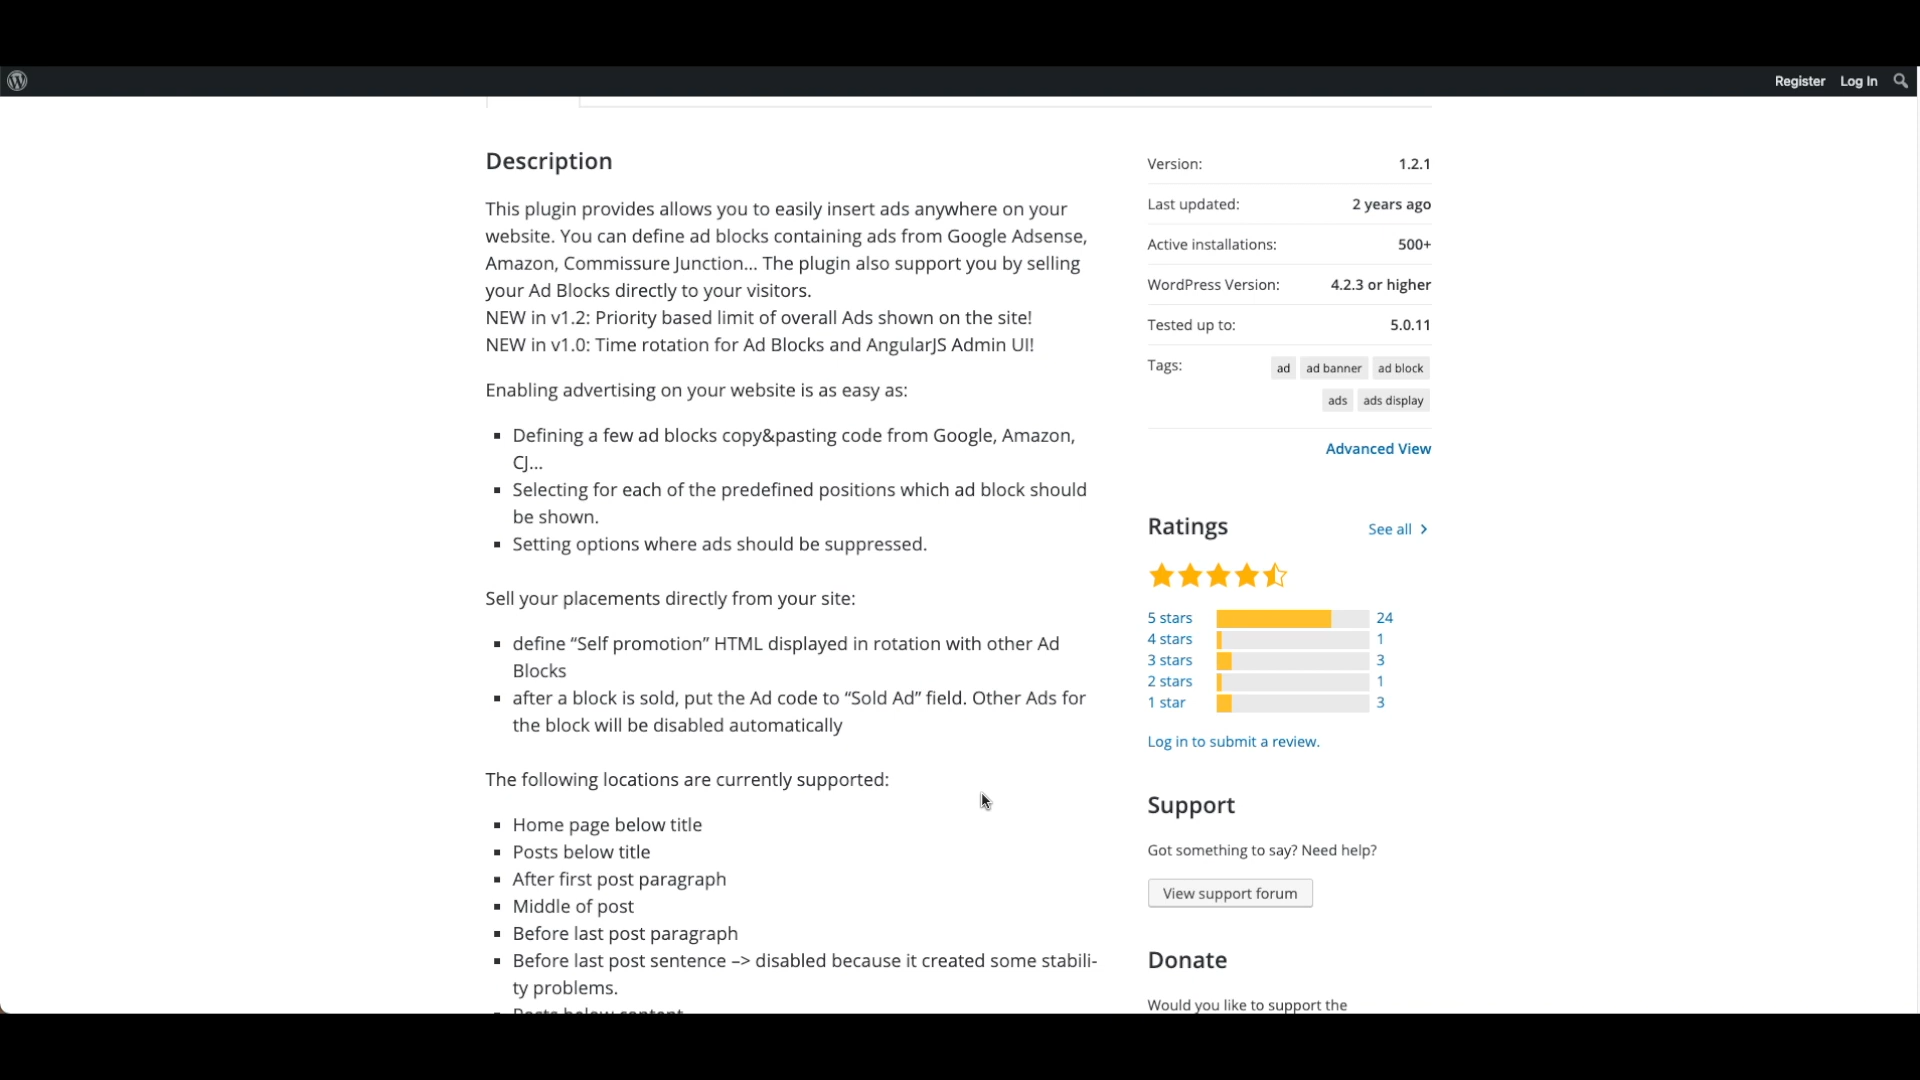 Register Log In
Description
This plugin provides allows you to easily insert ads anywhere on your
website. You can define ad blocks containing ads from Google Adsense,
Amazon, Commissure Junction... The plugin also support you by selling
your Ad Blocks directly to your visitors.
NEW in v1.2: Priority based limit of overall Ads shown on the site!
NEW in v1.0: Time rotation for Ad Blocks and AngularJS Admin UI!
Enabling advertising on your website is as easy as:
▪ Defining a few ad blocks copy&pasting code from Google, Amazon,
CJ...
▪ Selecting for each of the predefined positions which ad block should
be shown.
▪ Setting options where ads should be suppressed.
Sell your placements directly from your site:
▪ define “Self promotion” HTML displayed in rotation with other Ad
Blocks
▪ after a block is sold, put the Ad code to “Sold Ad” field. Other Ads for
the block will be disabled automatically
The following locations are currently supported:
▪ Home page below title
▪ Posts below title
▪ After first post paragraph
▪ Middle of post
▪ Before last post paragraph
▪ Before last post sentence –> disabled because it created some stabili-
ty problems.
▪ Posts below content
Version: 1.2.1
Last updated: 2 years ago
Active installations: 500+
WordPress Version: 4.2.3 or higher
Tested up to: 5.0.11
Tags: ad ad banner ad block
ads ads display
Advanced View
Ratings See all >
5 stars 24
4 stars 1
3 stars 3
2 stars 1
1 star 3
Log in to submit a review.
Support
Got something to say? Need help?
View support forum
Donate
Would you like to support the